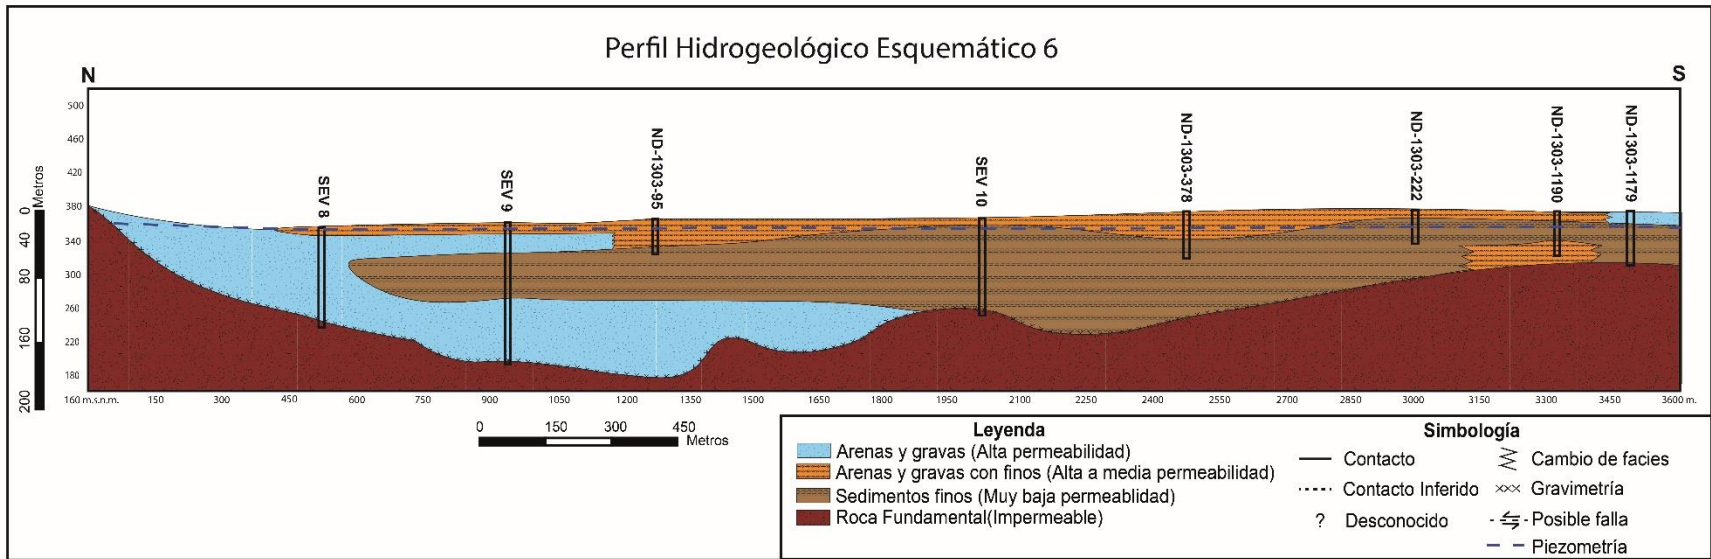 Perfil Hidrogeológico Esquemático 6
N
S
500
460
420
380
340
300
260
220
180
160 m.s.n.m.
0
40
80
160
200
Metros
SEV 8
SEV 9
ND-1303-95
SEV 10
ND-1303-378
ND-1303-222
ND-1303-1190
ND-1303-1179
150 300 450 600 750 900 1050 1200 1350 1500 1650 1800 1950 2100 2250 2400 2550 2700 2850 3000 3150 3300 3450 3600 m.
0 150 300 450
Metros
Leyenda
Arenas y gravas (Alta permeabilidad)
Arenas y gravas con finos (Alta a media permeabilidad)
Sedimentos finos (Muy baja permeablidad)
Roca Fundamental(Impermeable)
Simbología
Contacto
Contacto Inferido
? Desconocido
Cambio de facies
Gravimetría
Posible falla
Piezometría